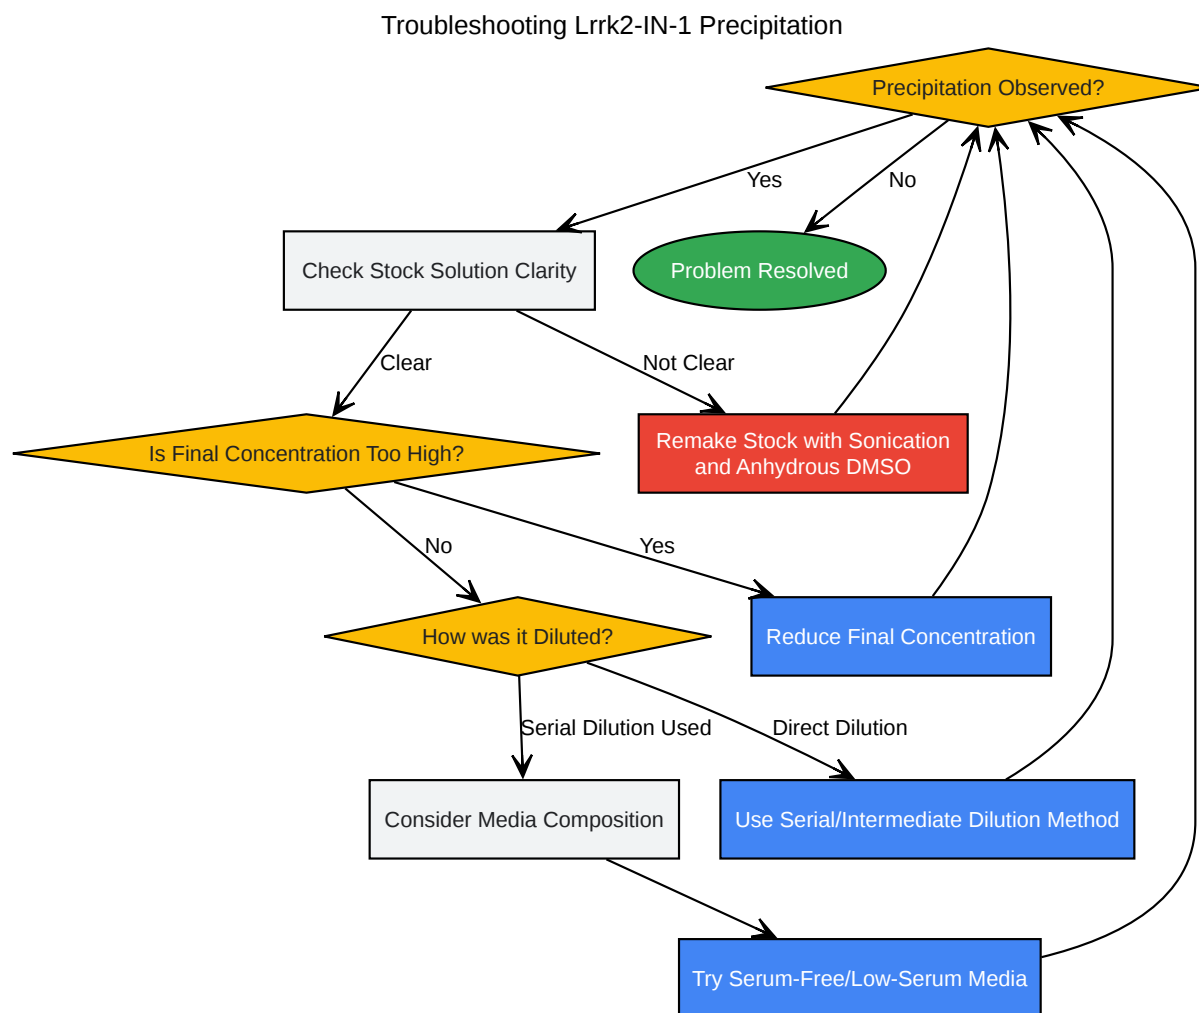 Troubleshooting Lrrk2-IN-1 Precipitation
Precipitation Observed?
Yes
No
Check Stock Solution Clarity
Problem Resolved
Clear
Not Clear
Is Final Concentration Too High?
Remake Stock with Sonication
and Anhydrous DMSO
No
Yes
How was it Diluted?
Reduce Final Concentration
Serial Dilution Used
Direct Dilution
Consider Media Composition
Use Serial/Intermediate Dilution Method
Try Serum-Free/Low-Serum Media